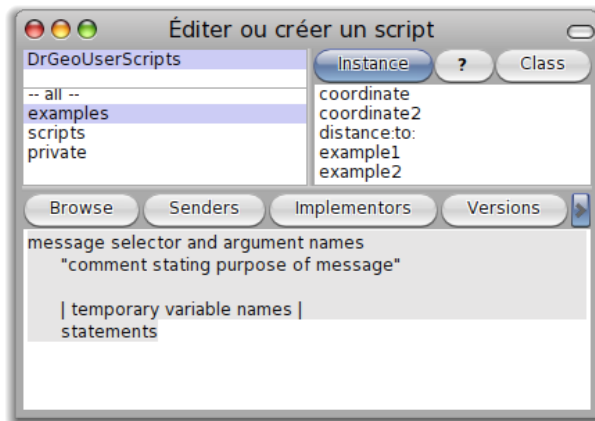 Éditer ou créer un script
DrGeoUserScripts
-- all --
examples
scripts
private
Instance ? Class
coordinate
coordinate2
distance:to:
example1
example2
Browse Senders Implementors Versions
message selector and argument names
"comment stating purpose of message"
| temporary variable names |
statements